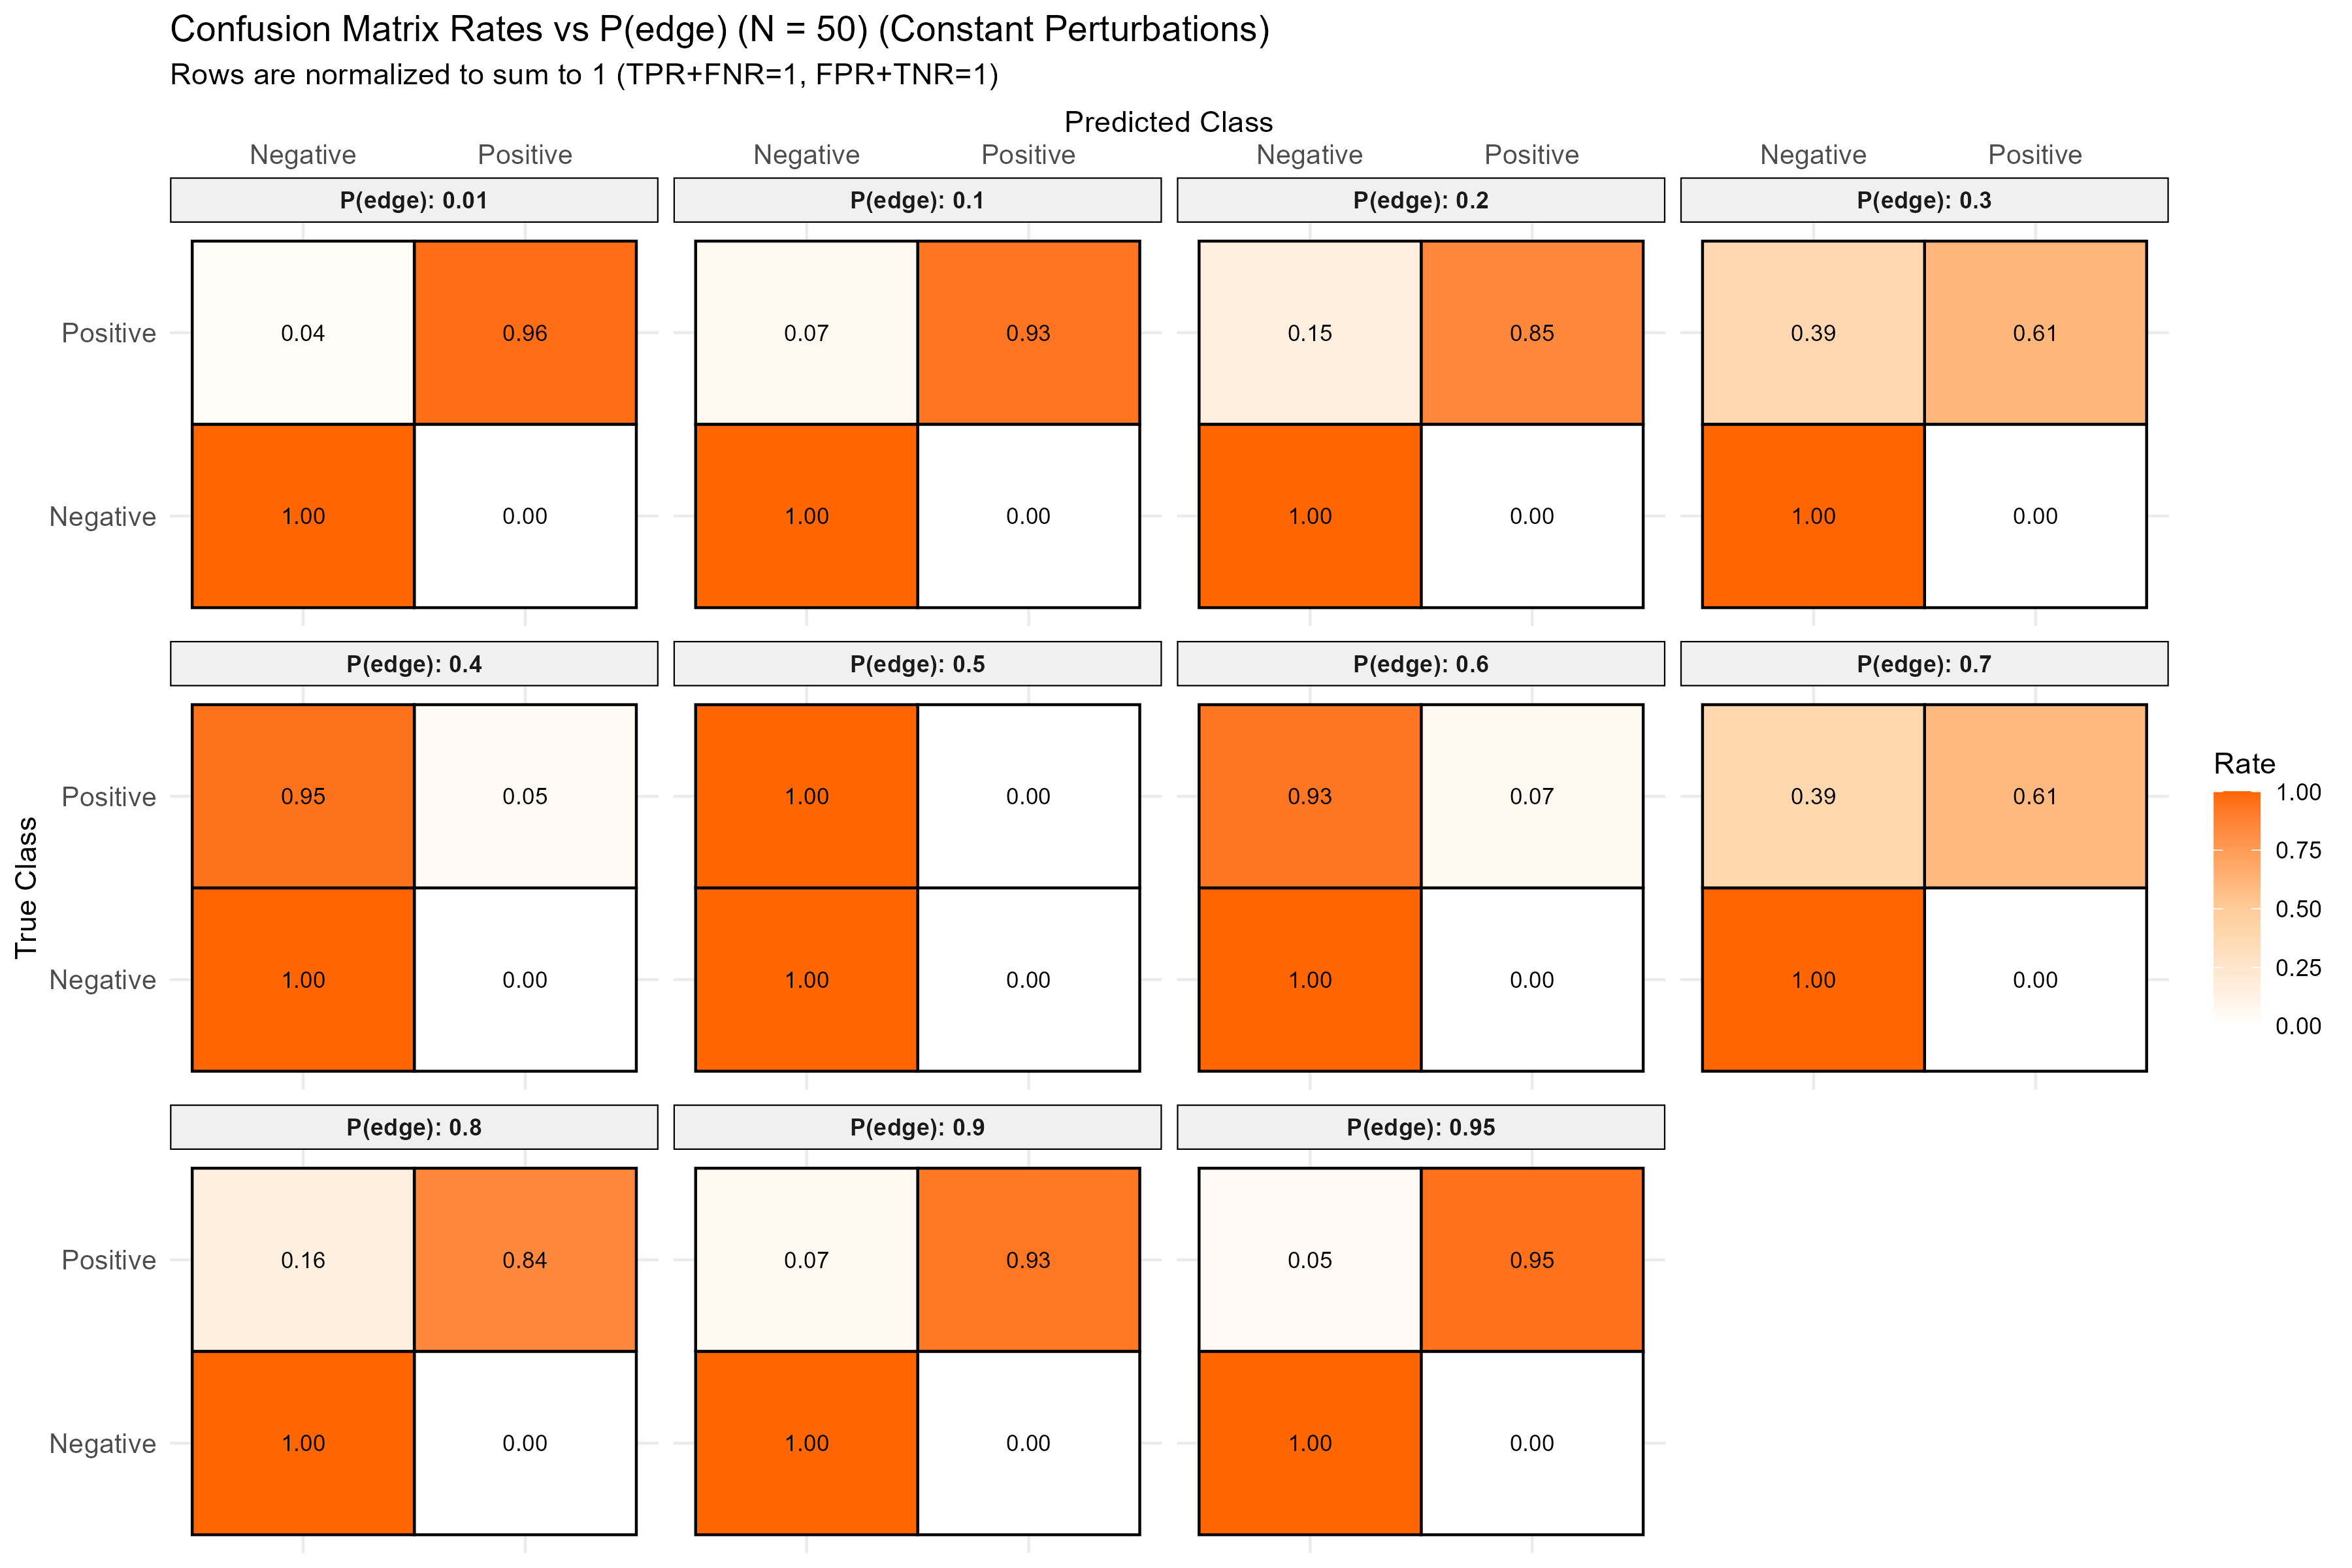 Confusion Matrix Rates vs P(edge) (N = 50) (Constant Perturbations)
Rows are normalized to sum to 1 (TPR+FNR=1, FPR+TNR=1)
Predicted Class
Negative Positive Negative Positive Negative Positive Negative Positive
P(edge): 0.01 P(edge): 0.1 P(edge): 0.2 P(edge): 0.3
Positive 0.04 0.96 0.07 0.93 0.15 0.85 0.39 0.61
Negative 1.00 0.00 1.00 0.00 1.00 0.00 1.00 0.00
P(edge): 0.4 P(edge): 0.5 P(edge): 0.6 P(edge): 0.7
Positive 0.95 0.05 1.00 0.00 0.93 0.07 0.39 0.61
Negative 1.00 0.00 1.00 0.00 1.00 0.00 1.00 0.00
P(edge): 0.8 P(edge): 0.9 P(edge): 0.95
Positive 0.16 0.84 0.07 0.93 0.05 0.95
Negative 1.00 0.00 1.00 0.00 1.00 0.00
True Class
Rate
1.00
0.75
0.50
0.25
0.00